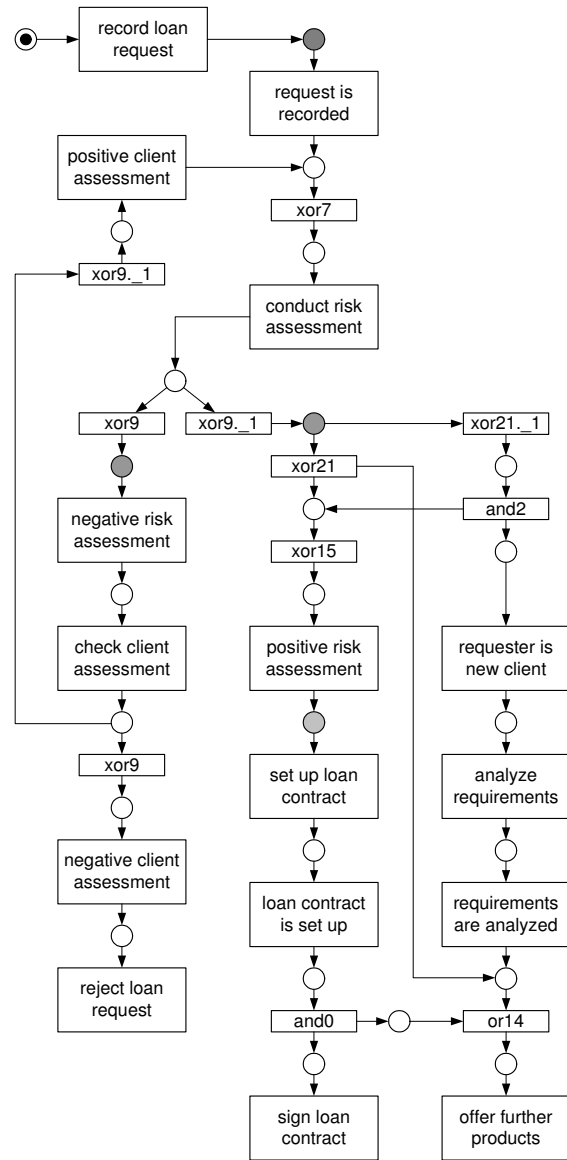 record loan
request
request is
recorded
positive client
assessment
xor7
xor9._1
conduct risk
assessment
xor9
xor9._1
xor21._1
xor21
and2
negative risk
assessment
xor15
check client
assessment
positive risk
assessment
requester is
new client
xor9
set up loan
contract
analyze
requirements
negative client
assessment
loan contract
is set up
requirements
are analyzed
reject loan
request
and0
or14
sign loan
contract
offer further
products